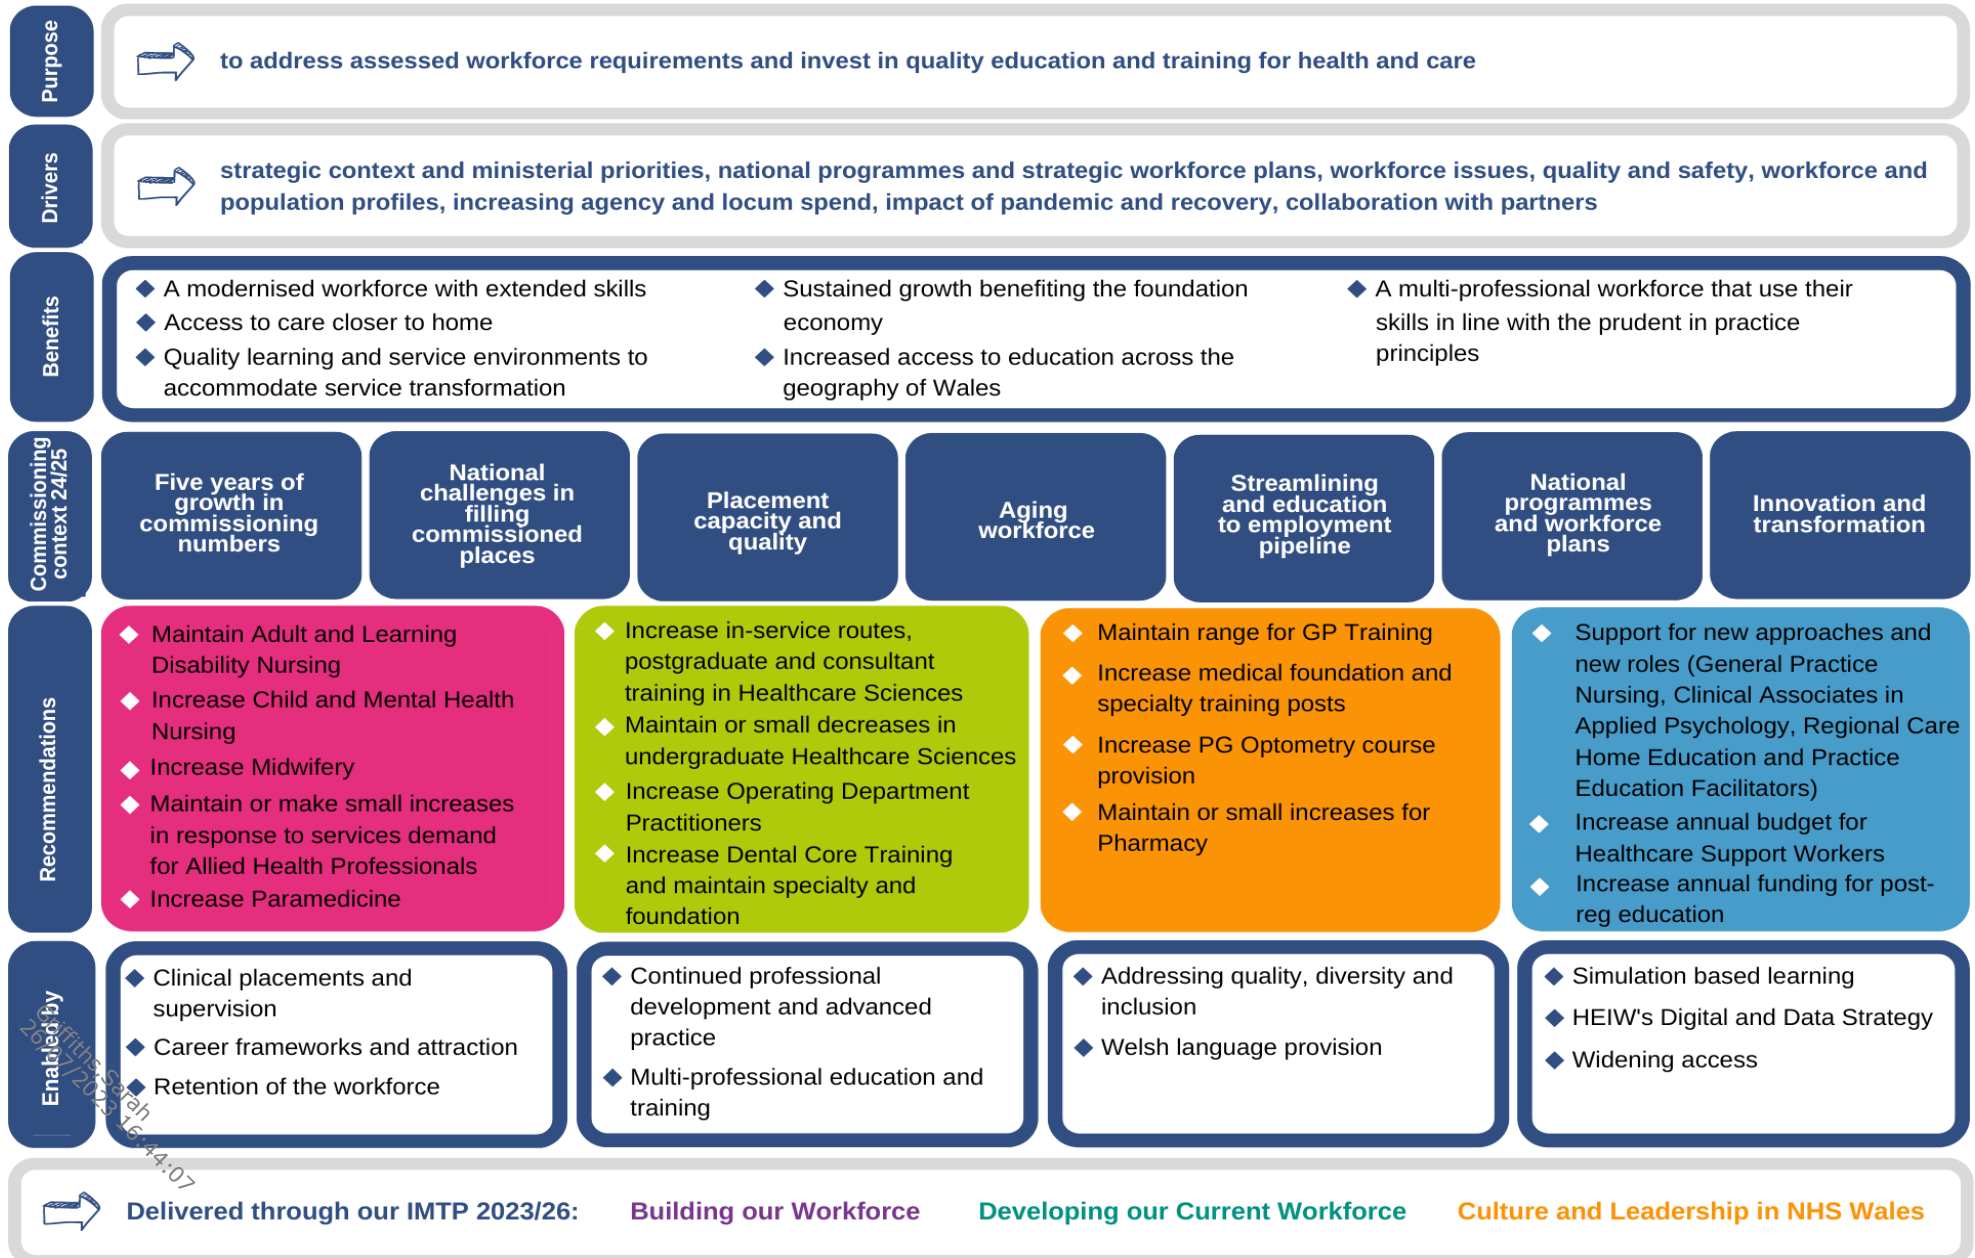 Purpose
to address assessed workforce requirements and invest in quality education and training for health and care
Drivers
strategic context and ministerial priorities, national programmes and strategic workforce plans, workforce issues, quality and safety, workforce and
population profiles, increasing agency and locum spend, impact of pandemic and recovery, collaboration with partners
Benefits
A modernised workforce with extended skills
Access to care closer to home
Quality learning and service environments to
accommodate service transformation
Sustained growth benefiting the foundation
economy
Increased access to education across the
geography of Wales
A multi-professional workforce that use their
skills in line with the prudent in practice
principles
Commissioning
context 24/25
Five years of
growth in
commissioning
numbers
National
challenges in
filling
commissioned
places
Placement
capacity and
quality
Aging
workforce
Streamlining
and education
to employment
pipeline
National
programmes
and workforce
plans
Innovation and
transformation
Recommendations
Maintain Adult and Learning
Disability Nursing
Increase Child and Mental Health
Nursing
Increase Midwifery
Maintain or make small increases
in response to services demand
for Allied Health Professionals
Increase Paramedicine
Increase in-service routes,
postgraduate and consultant
training in Healthcare Sciences
Maintain or small decreases in
undergraduate Healthcare Sciences
Increase Operating Department
Practitioners
Increase Dental Core Training
and maintain specialty and
foundation
Maintain range for GP Training
Increase medical foundation and
specialty training posts
Increase PG Optometry course
provision
Maintain or small increases for
Pharmacy
Support for new approaches and
new roles (General Practice
Nursing, Clinical Associates in
Applied Psychology, Regional Care
Home Education and Practice
Education Facilitators)
Increase annual budget for
Healthcare Support Workers
Increase annual funding for post-
reg education
Enabled by
Clinical placements and
supervision
Career frameworks and attraction
Retention of the workforce
Continued professional
development and advanced
practice
Multi-professional education and
training
Addressing quality, diversity and
inclusion
Welsh language provision
Simulation based learning
HEIW's Digital and Data Strategy
Widening access
Griffiths,Sarah
26/07/2023 16:44:07
Delivered through our IMTP 2023/26: Building our Workforce Developing our Current Workforce Culture and Leadership in NHS Wales